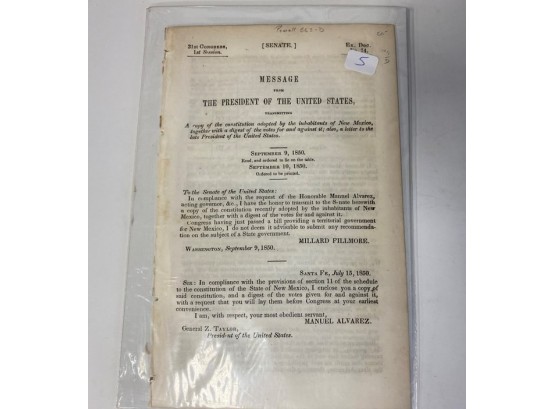 31st Congress, [SENATE.] Ex. Doc.
1st Session. 74.
5
MESSAGE
FROM
THE PRESIDENT OF THE UNITED STATES,
TRANSMITTING
A copy of the constitution adopted by the inhabitants of New Mexico,
together with a digest of the votes for and against it; also, a letter to the
late President of the United States.
September 9, 1850.
Read, and ordered to lie on the table.
September 10, 1850.
Ordered to be printed.
To the Senate of the United States:
In compliance with the request of the Honorable Manuel Alvarez,
acting governor, &c., I have the honor to transmit to the Senate herewith
a copy of the constitution recently adopted by the inhabitants of New
Mexico, together with a digest of the votes for and against it.
Congress having just passed a bill providing a territorial government
for New Mexico, I do not deem it advisable to submit any recommenda-
tion on the subject of a State government.
MILLARD FILLMORE.
Washington, September 9, 1850.
Santa Fe, July 15, 1850.
Sir: In compliance with the provisions of section 11 of the schedule
to the constitution of the State of New Mexico, I enclose you a copy of
said constitution, and a digest of the votes given for and against it,
with a request that you will lay them before Congress at your earliest
convenience.
I am, with respect, your most obedient servant,
MANUEL ALVAREZ.
General Z. Taylor,
President of the United States.